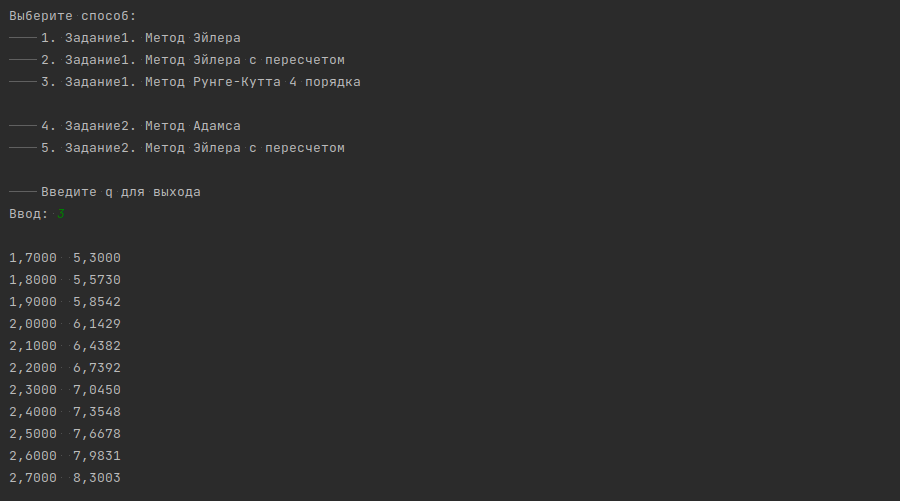 Выберите способ:
1. Задание1. Метод Эйлера
2. Задание1. Метод Эйлера с пересчетом
3. Задание1. Метод Рунге-Кутта 4 порядка
4. Задание2. Метод Адамса
5. Задание2. Метод Эйлера с пересчетом
Введите q для выхода
Ввод: 3
1,7000 5,3000
1,8000 5,5730
1,9000 5,8542
2,0000 6,1429
2,1000 6,4382
2,2000 6,7392
2,3000 7,0450
2,4000 7,3548
2,5000 7,6678
2,6000 7,9831
2,7000 8,3003